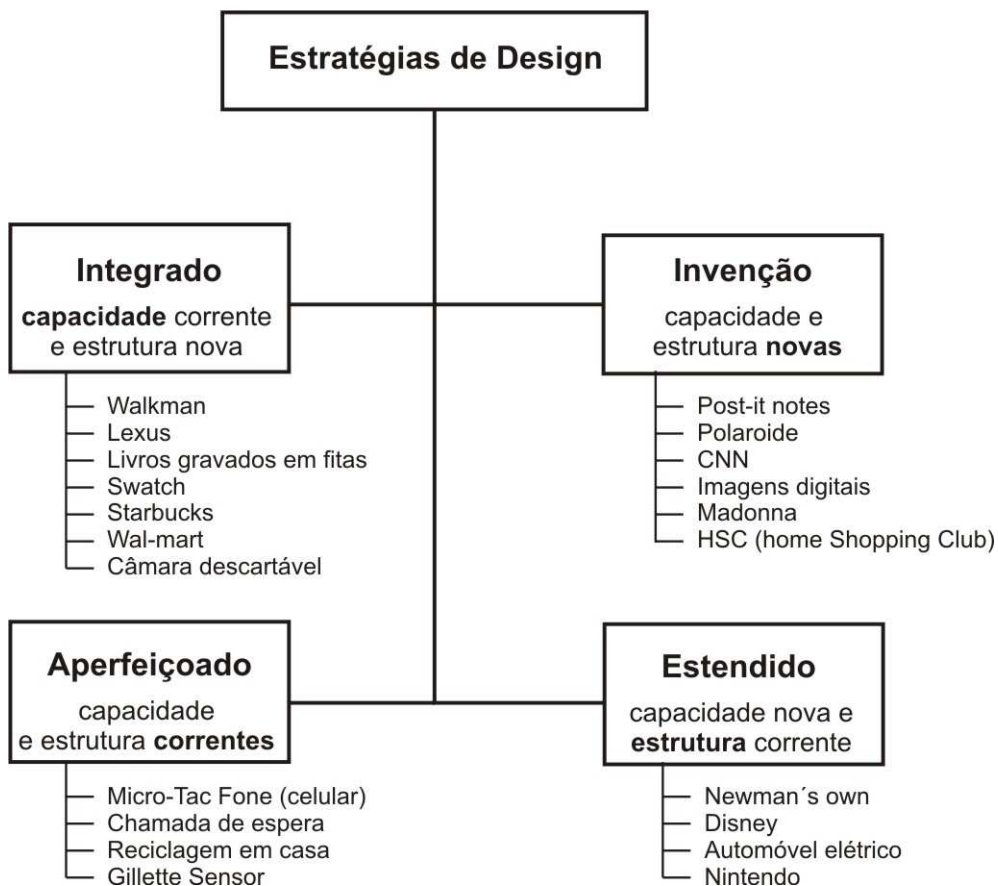 Estratégias de Design
Integrado
capacidade corrente
e estrutura nova
Walkman
Lexus
Livros gravados em fitas
Swatch
Starbucks
Wal-mart
Câmara descartável
Invenção
capacidade e
estrutura novas
Post-it notes
Polaroide
CNN
Imagens digitais
Madonna
HSC (home Shopping Club)
Aperfeiçoado
capacidade
e estrutura correntes
Micro-Tac Fone (celular)
Chamada de espera
Reciclagem em casa
Gillette Sensor
Estendido
capacidade nova e
estrutura corrente
Newman´s own
Disney
Automóvel elétrico
Nintendo